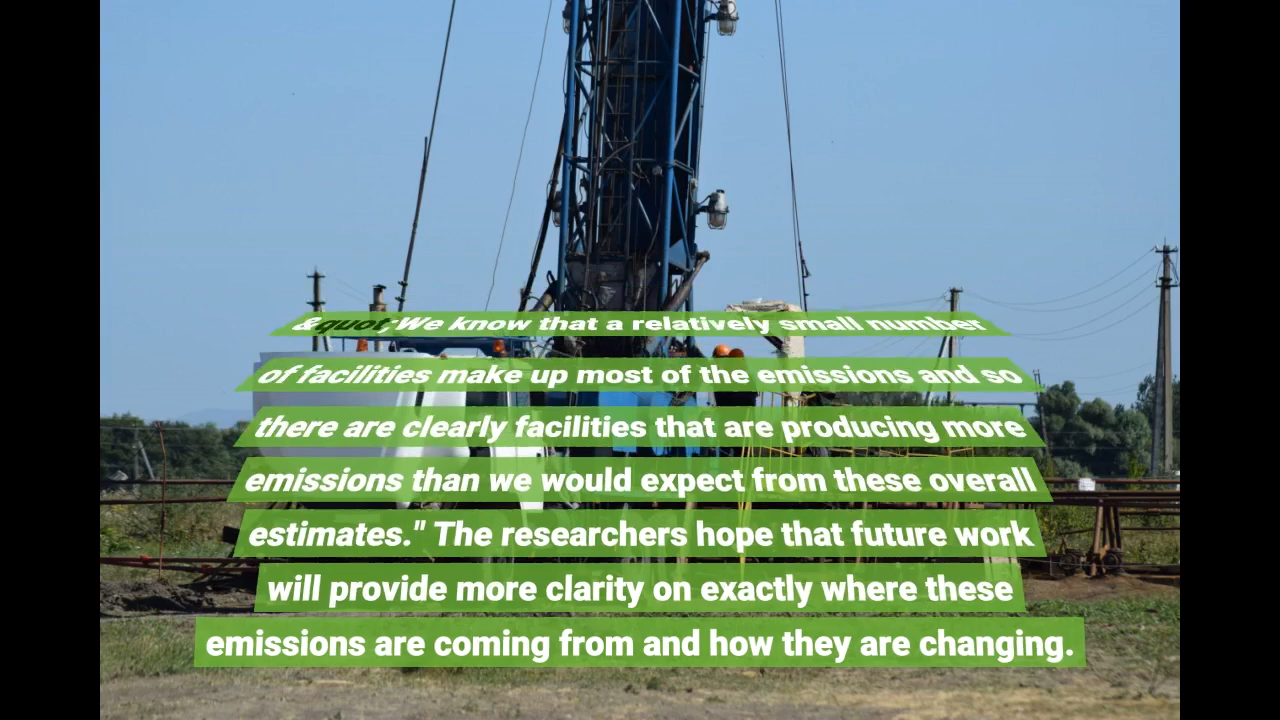 &quot;We know that a relatively small number
of facilities make up most of the emissions and so
there are clearly facilities that are producing more
emissions than we would expect from these overall
estimates." The researchers hope that future work
will provide more clarity on exactly where these
emissions are coming from and how they are changing.